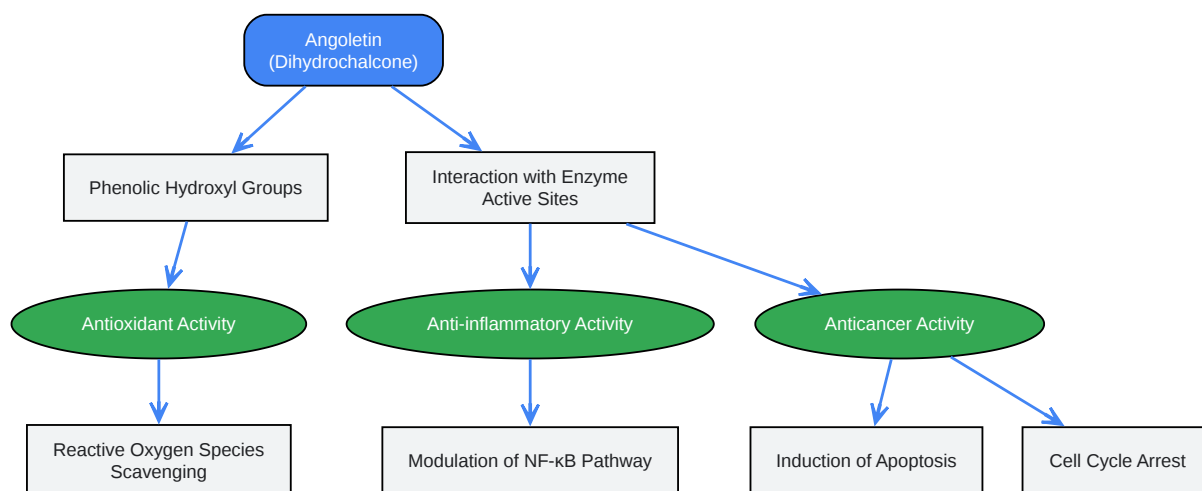 Angoletin
(Dihydrochalcone)
Phenolic Hydroxyl Groups
Interaction with Enzyme
Active Sites
Antioxidant Activity
Anti-inflammatory Activity
Anticancer Activity
Reactive Oxygen Species
Scavenging
Modulation of NF-κB Pathway
Induction of Apoptosis
Cell Cycle Arrest